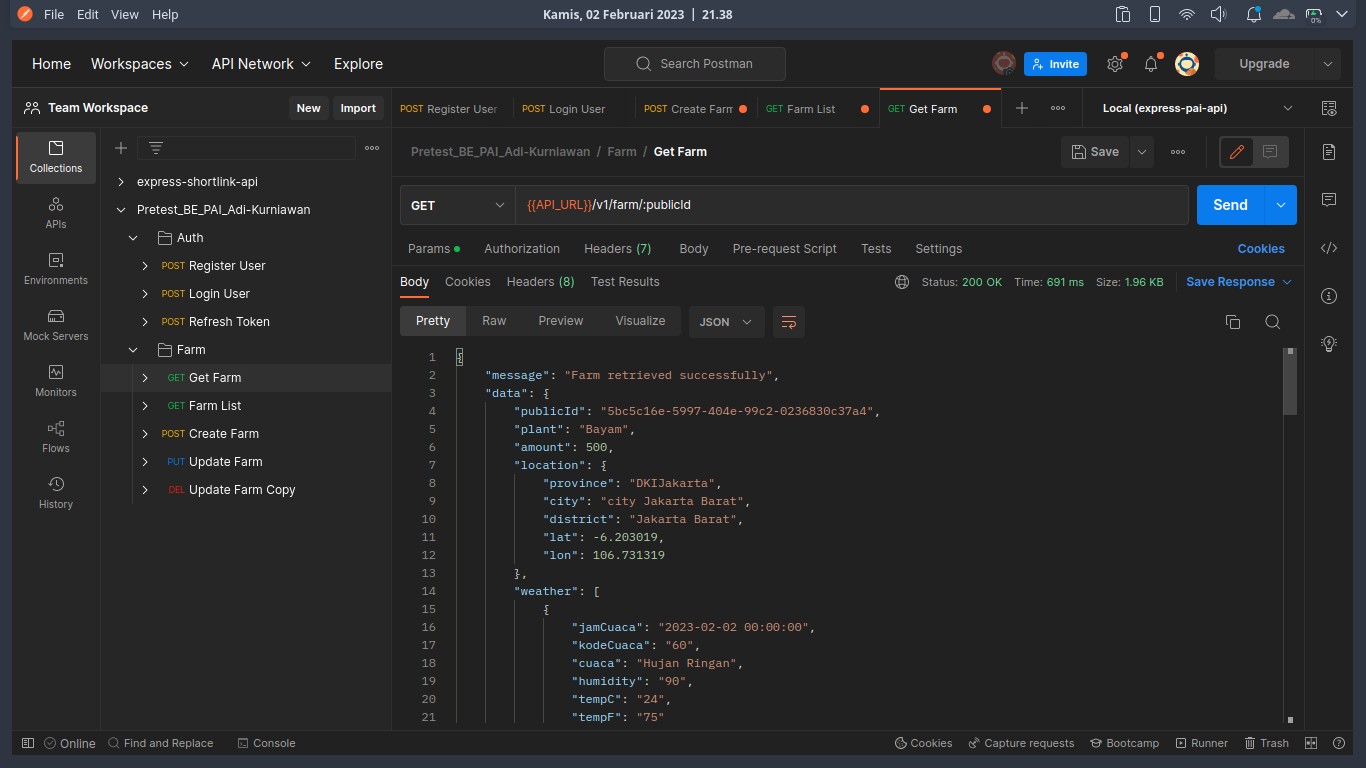 File Edit View Help
Kamis, 02 Februari 2023 | 21.38
0%
Home Workspaces API Network Explore
Search Postman
Invite
Upgrade
Team Workspace
New Import
POST Register User
POST Login User
POST Create Farm
GET Farm List
GET Get Farm
Local (express-pai-api)
Collections
APIs
Environments
Mock Servers
Monitors
Flows
History
express-shortlink-api
Pretest_BE_PAI_Adi-Kurniawan
Auth
POST Register User
POST Login User
POST Refresh Token
Farm
GET Get Farm
GET Farm List
POST Create Farm
PUT Update Farm
DEL Update Farm Copy
Pretest_BE_PAI_Adi-Kurniawan / Farm / Get Farm
Save
GET {{API_URL}}/v1/farm/:publicId
Send
Params Authorization Headers (7) Body Pre-request Script Tests Settings
Cookies
Body Cookies Headers (8) Test Results
Status: 200 OK Time: 691 ms Size: 1.96 KB Save Response
Pretty Raw Preview Visualize JSON
1 {
2 "message": "Farm retrieved successfully",
3 "data": {
4 "publicId": "5bc5c16e-5997-404e-99c2-0236830c37a4",
5 "plant": "Bayam",
6 "amount": 500,
7 "location": {
8 "province": "DKIJakarta",
9 "city": "city Jakarta Barat",
10 "district": "Jakarta Barat",
11 "lat": -6.203019,
12 "lon": 106.731319
13 },
14 "weather": [
15 {
16 "jamCuaca": "2023-02-02 00:00:00",
17 "kodeCuaca": "60",
18 "cuaca": "Hujan Ringan",
19 "humidity": "90",
20 "tempC": "24",
21 "tempF": "75"
Online Find and Replace Console
Cookies Capture requests Bootcamp Runner Trash